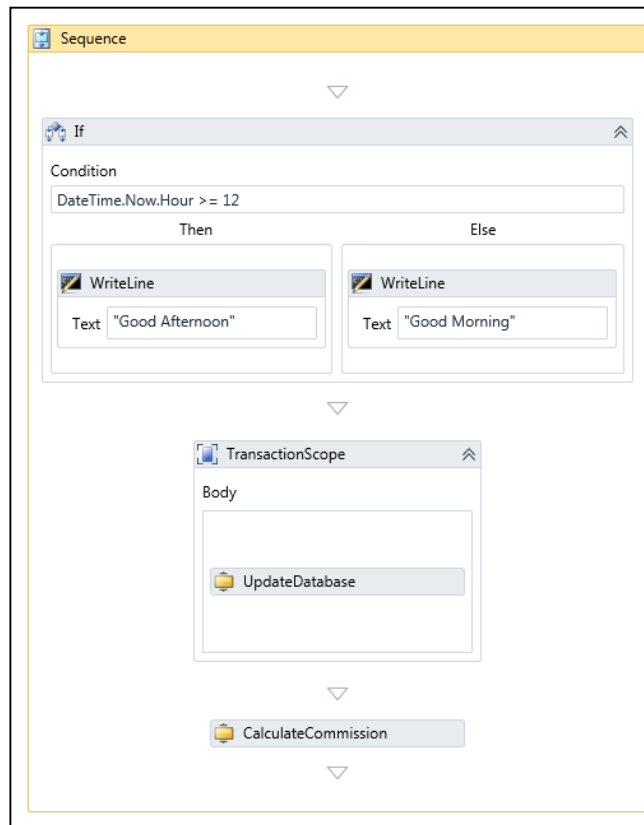 Sequence
If
Condition
DateTime.Now.Hour >= 12
Then Else
WriteLine WriteLine
Text "Good Afternoon" Text "Good Morning"
TransactionScope
Body
UpdateDatabase
CalculateCommission